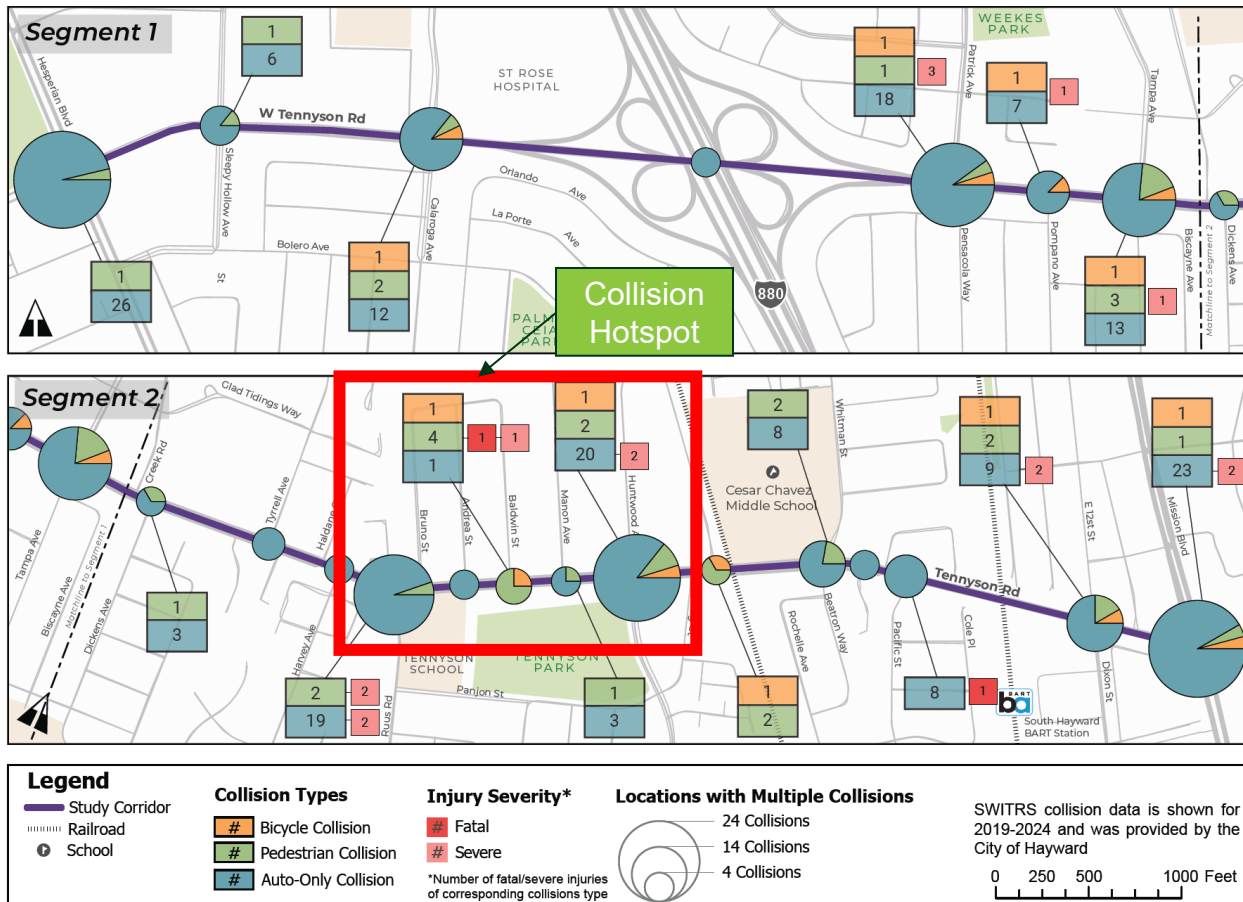 Segment 1
Hesperian Blvd
1
6
Sleepy Hollow Ave
W Tennyson Rd
ST ROSE
HOSPITAL
Calaroga Ave
Orlando Ave
La Porte Ave
Bolero Ave
St
1
26
1
2
12
PALM
CEIA
PARK
880
Collision
Hotspot
WEEKES
PARK
Patrick Ave
1
1
3
18
1
7
1
Tampa Ave
Pensacola Way
Pompano Ave
Biscayne Ave
Matchline to Segment 2
Dickens Ave
1
3
1
13
Segment 2
Glad Tidings Way
Creek Rd
Tyrrell Ave
Haldane
Tampa Ave
Biscayne Ave
Matchline to Segment 1
Dickens Ave
1
3
Harvey Ave
Ruus Rd
2
2
19
2
1
4
1
1
1
Bruno St
Andrea St
Baldwin St
Manon Ave
Huntwood A
1
2
20
2
TENNYSON
SCHOOL
TENNYSON
PARK
Panjon St
1
3
2
8
Cesar Chavez
Middle School
Whitman St
1
2
Rochelle Ave
Beatron Way
Pacific St
Cole Pl
Tennyson Rd
8
1
BART
ba
South Hayward
BART Station
1
2
9
2
E 12st St
Dixon St
Mission Blvd
1
1
23
2
Legend
Study Corridor
Railroad
School
Collision Types
# Bicycle Collision
# Pedestrian Collision
# Auto-Only Collision
Injury Severity*
# Fatal
# Severe
*Number of fatal/severe injuries
of corresponding collisions type
Locations with Multiple Collisions
24 Collisions
14 Collisions
4 Collisions
SWITRS collision data is shown for
2019-2024 and was provided by the
City of Hayward
0 250 500 1000 Feet